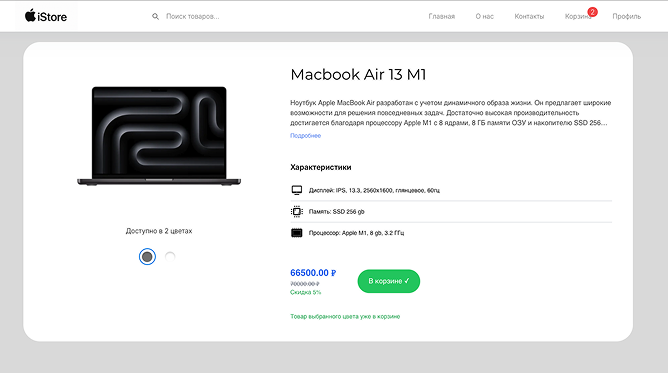 iStore
Поиск товаров...
Главная
О нас
Контакты
Корзина
2
Профиль
Macbook Air 13 M1
Ноутбук Apple MacBook Air разработан с учетом динамичного образа жизни. Он предлагает широкие
возможности для решения повседневных задач. Достаточно высокая производительность
достигается благодаря процессору Apple M1 с 8 ядрами, 8 ГБ памяти ОЗУ и накопителю SSD 256...
Подробнее
Характеристики
Дисплей: IPS, 13.3, 2560x1600, глянцевое, 60гц
Память: SSD 256 gb
Процессор: Apple M1, 8 gb, 3.2 ГГц
Доступно в 2 цветах
66500.00 ₽
70000.00 ₽
Скидка 5%
В корзине ✓
Товар выбранного цвета уже в корзине